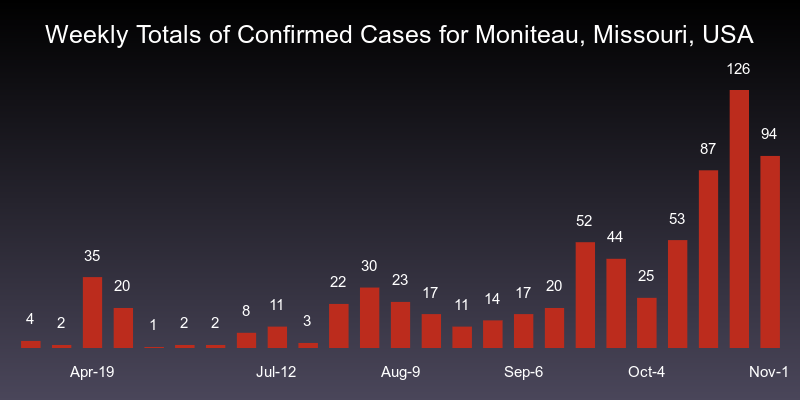 Weekly Totals of Confirmed Cases for Moniteau, Missouri, USA
4 2 35 20 1 2 2 8 11 3 22 30 23 17 11 14 17 20 52 44 25 53 87 126 94
Apr-19 Jul-12 Aug-9 Sep-6 Oct-4 Nov-1